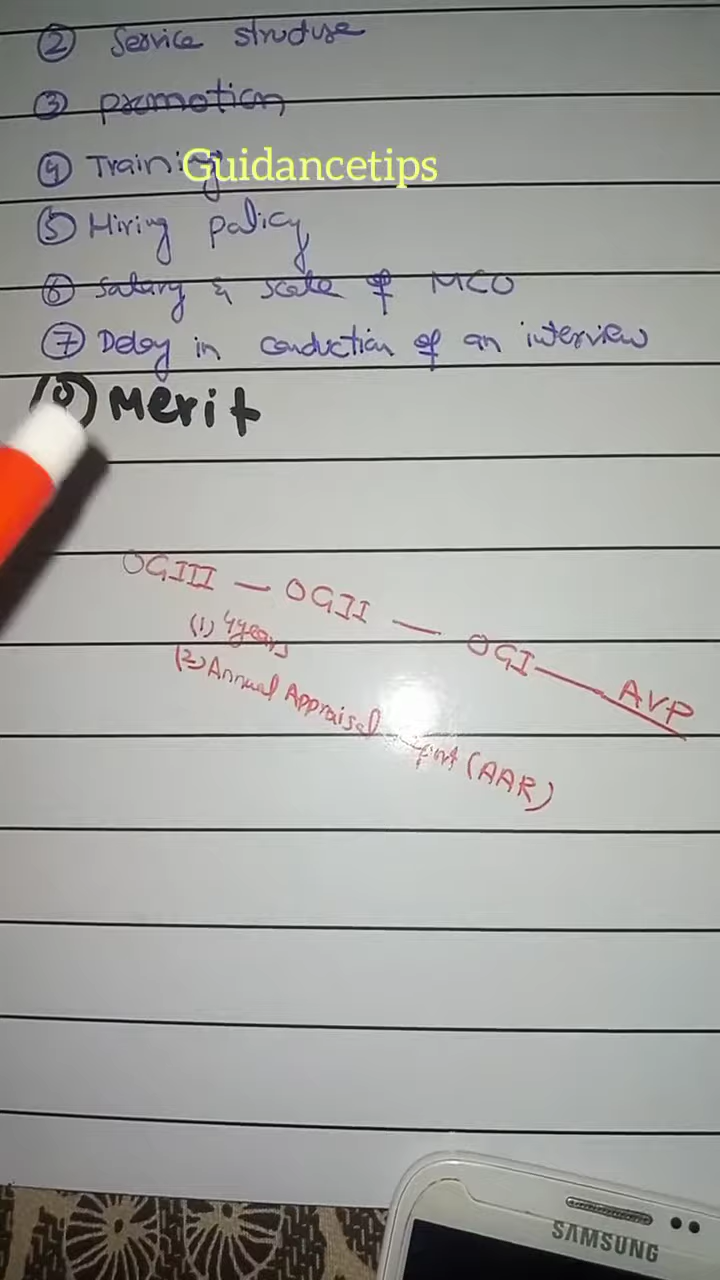 ② Service structure
③ promotion
④ Training
Guidancetips
⑤ Hiring policy
⑥ Salary & scale of MCO
⑦ Delay in conduction of an interview
(8) Merit
OGIII — OGII — OGI — AVP
(1) 4years
(2) Annual Appraisal (AAR)
SAMSUNG